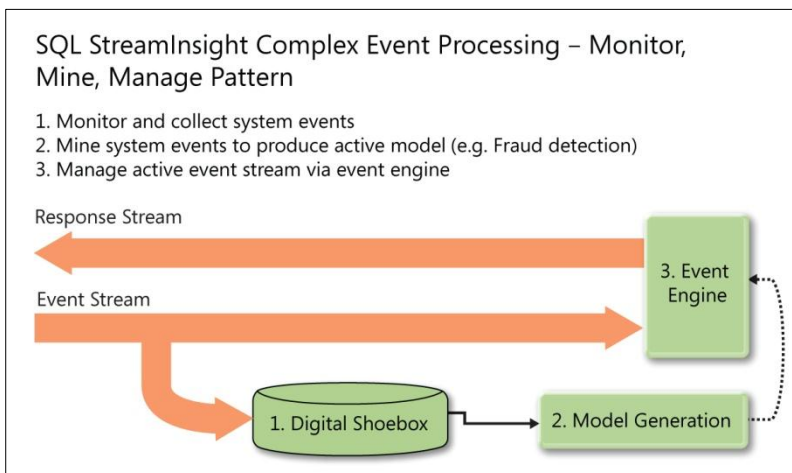 SQL StreamInsight Complex Event Processing – Monitor,
Mine, Manage Pattern
1. Monitor and collect system events
2. Mine system events to produce active model (e.g. Fraud detection)
3. Manage active event stream via event engine
Response Stream
3. Event
Engine
Event Stream
1. Digital Shoebox
2. Model Generation